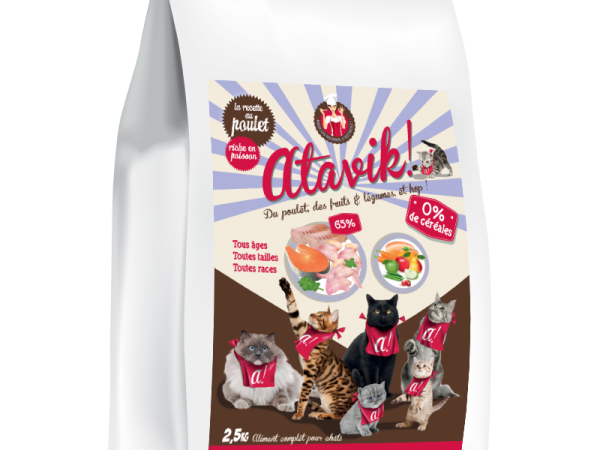 la recette
au
poulet
riche en
poisson
Atavik!
Du poulet, des fruits & légumes, et hop !
65%
0%
de céréales
Tous âges
Toutes tailles
Toutes races
a!
a!
a!
a!
a!
2,5KG Aliment complet pour chats